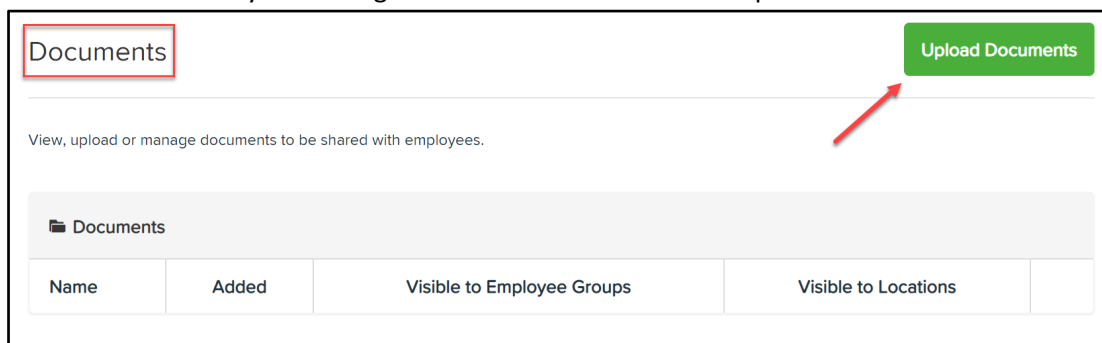 Documents
Upload Documents
View, upload or manage documents to be shared with employees.
Documents
Name Added Visible to Employee Groups Visible to Locations